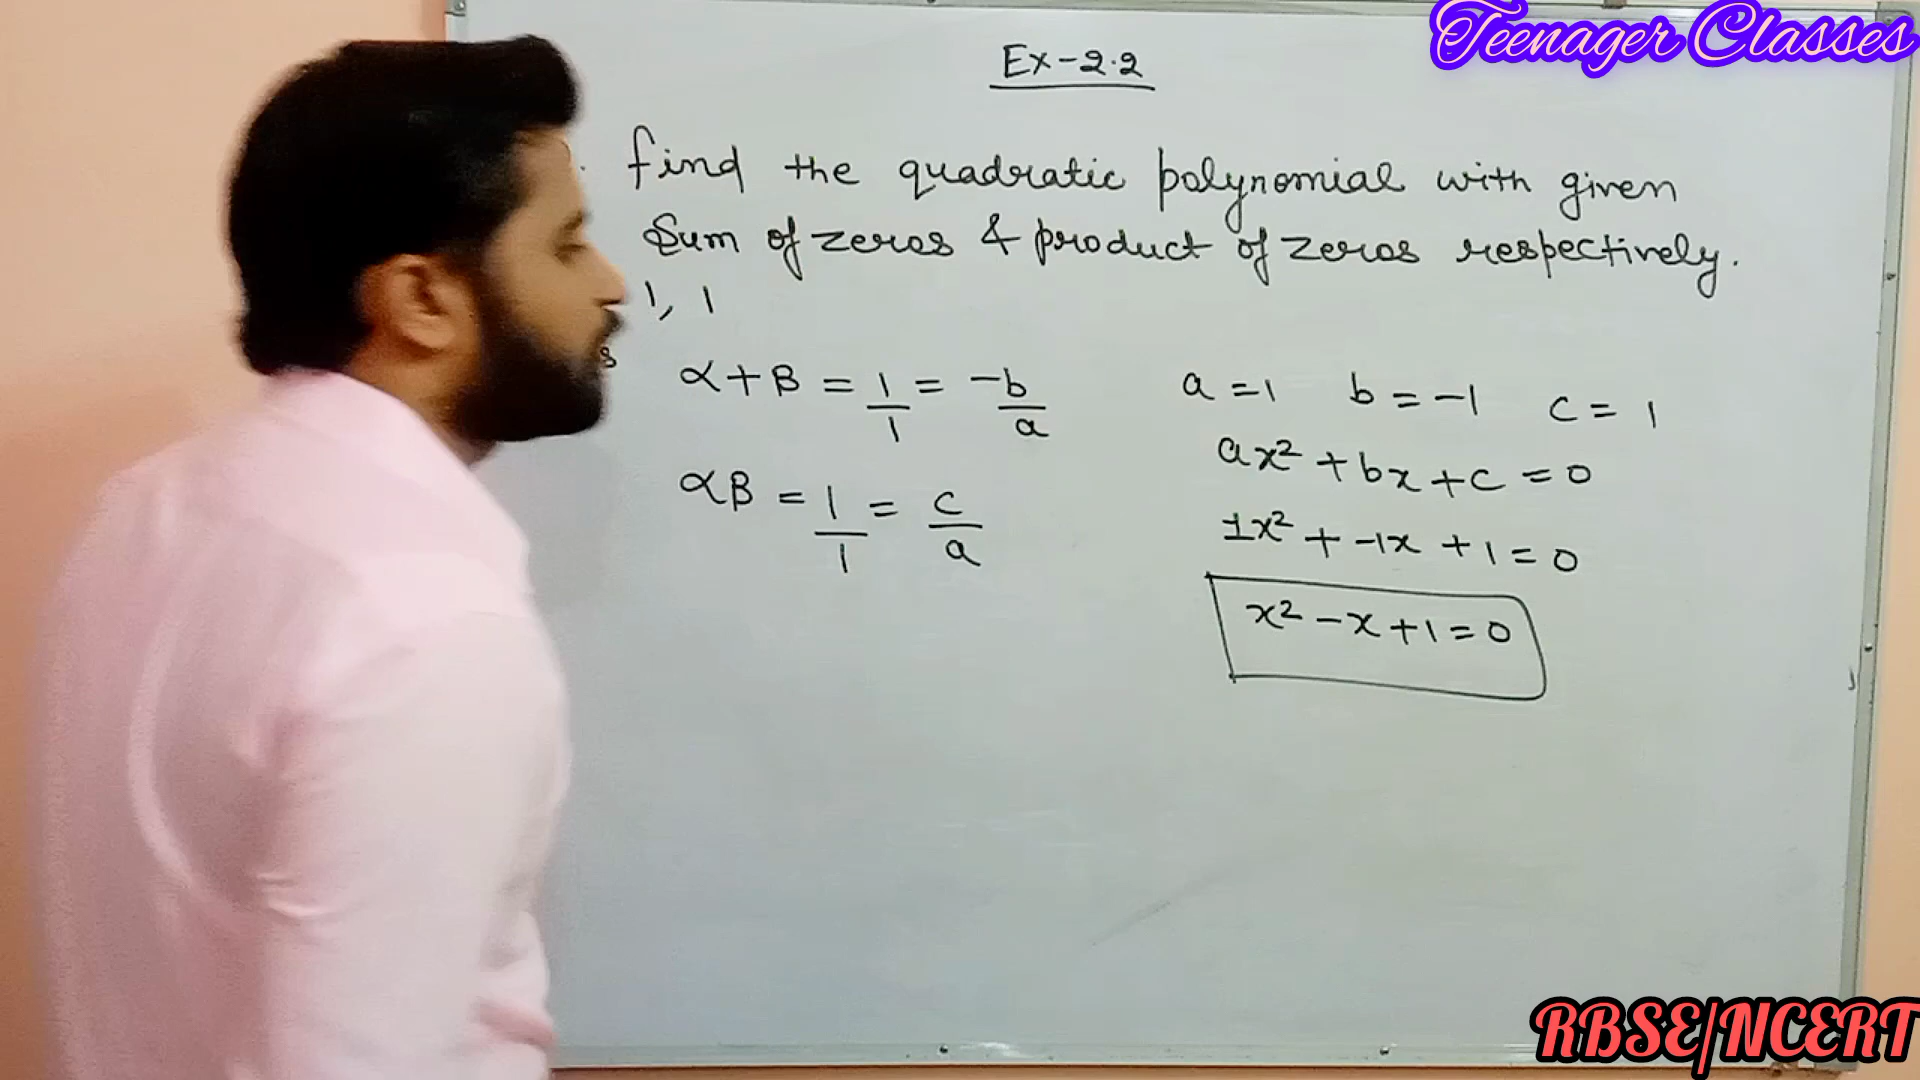 Teenager Classes
Ex-2.2
find the quadratic polynomial with given
Sum of zeros & product of zeros respectively.
1, 1
s
α+β = 1/1 = -b/a
αβ = 1/1 = c/a
a=1 b=-1 c=1
ax²+bx+c=0
1x²+-1x+1=0
x²-x+1=0
RBSE/NCERT